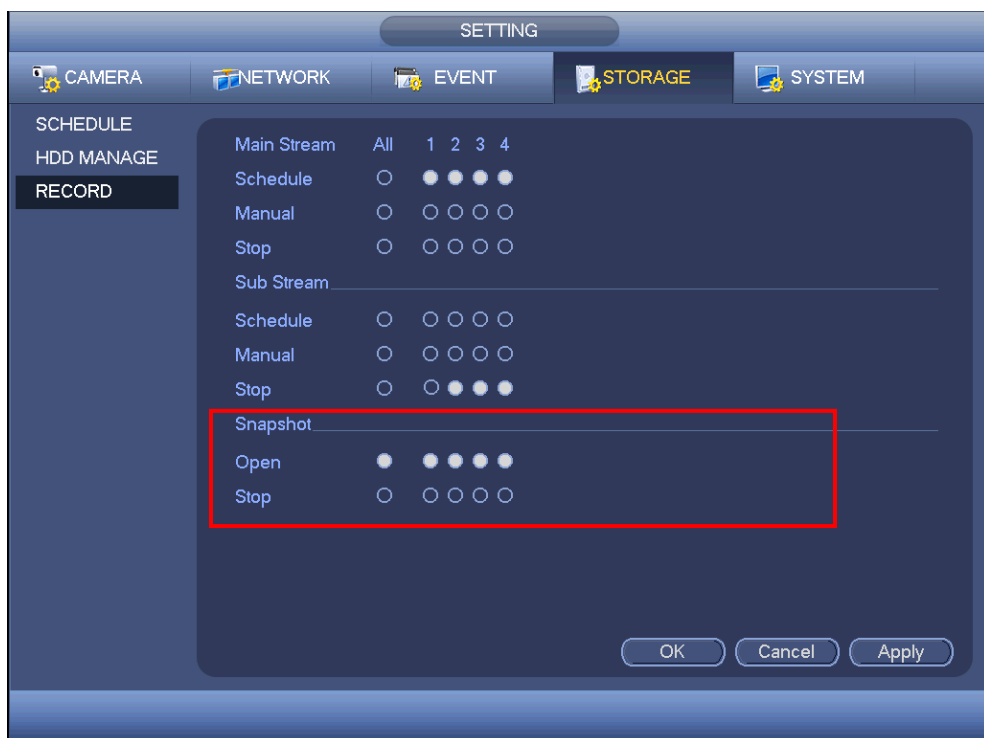 SETTING
CAMERA NETWORK EVENT STORAGE SYSTEM
SCHEDULE
HDD MANAGE
RECORD
Main Stream All 1 2 3 4
Schedule
Manual
Stop
Sub Stream
Schedule
Manual
Stop
Snapshot
Open
Stop
OK Cancel Apply